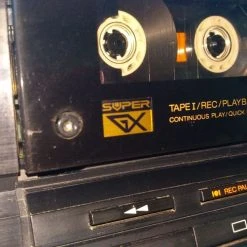 SUPER
GX
TAPE I/REC/PLAYB
CONTINUOUS PLAY/QUICK
REC PAU